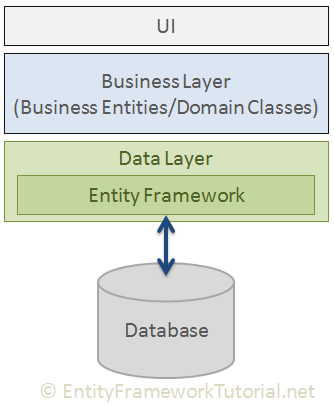 UI
Business Layer
(Business Entities/Domain Classes)
Data Layer
Entity Framework
Database
© EntityFrameworkTutorial.net